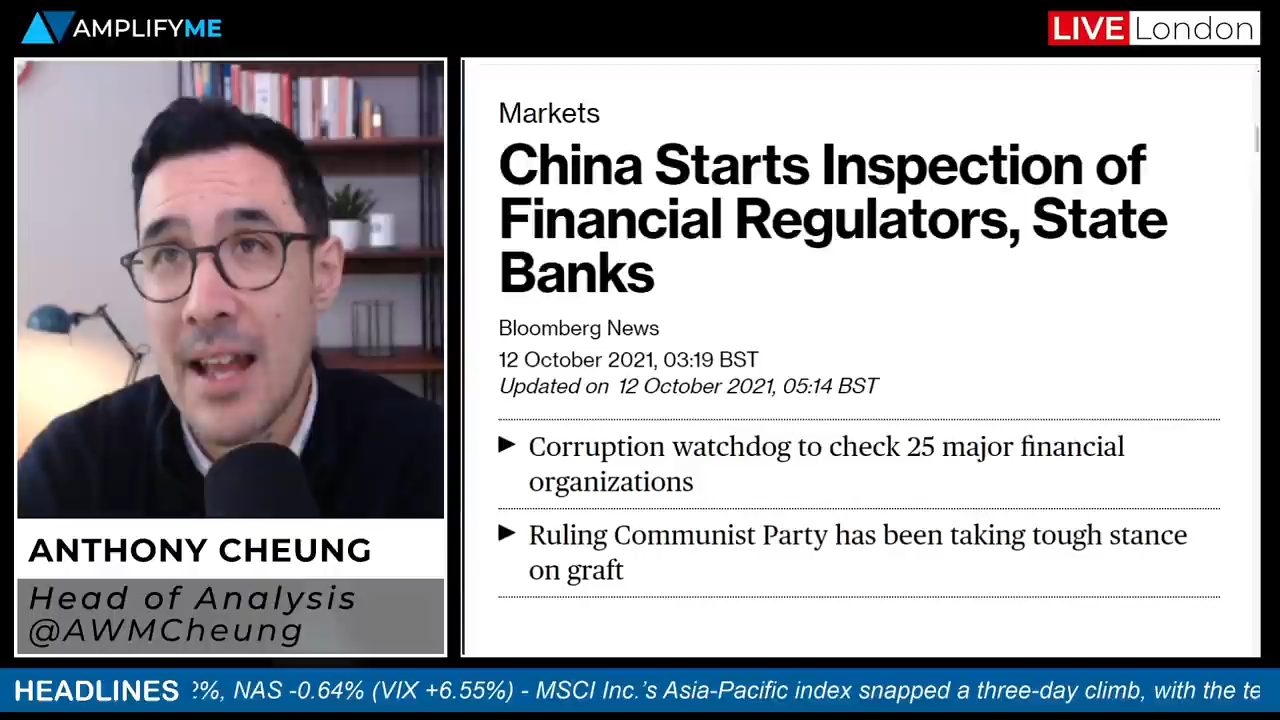 AMPLIFYME
LIVE London
Markets
China Starts Inspection of
Financial Regulators, State
Banks
Bloomberg News
12 October 2021, 03:19 BST
Updated on 12 October 2021, 05:14 BST
Corruption watchdog to check 25 major financial
organizations
Ruling Communist Party has been taking tough stance
on graft
ANTHONY CHEUNG
Head of Analysis
@AWMCheung
HEADLINES %, NAS -0.64% (VIX +6.55%) - MSCI Inc.'s Asia-Pacific index snapped a three-day climb, with the te